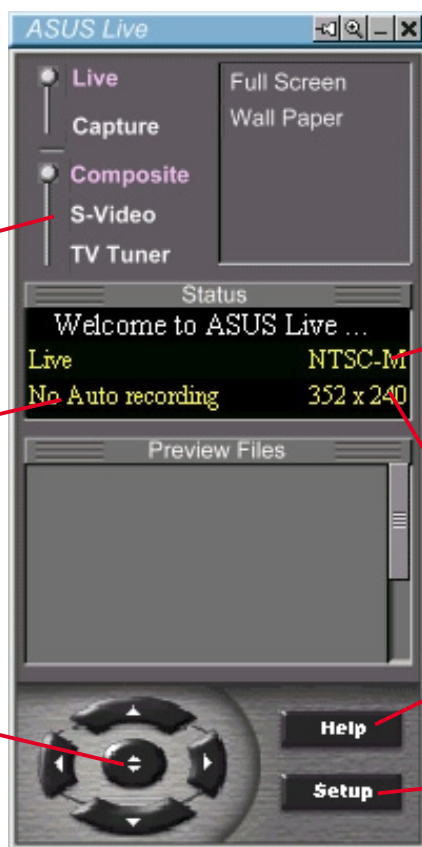 ASUS Live
Live
Capture
Composite
S-Video
TV Tuner
Full Screen
Wall Paper
Status
Welcome to ASUS Live ...
Live NTSC-M
No Auto recording 352 x 240
Preview Files
Help
Setup